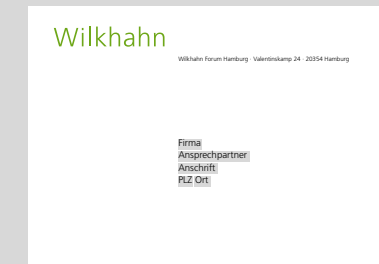 Wilkhahn
Wilkhahn Forum Hamburg · Valentinskamp 24 · 20354 Hamburg
Firma
Ansprechpartner
Anschrift
PLZ Ort